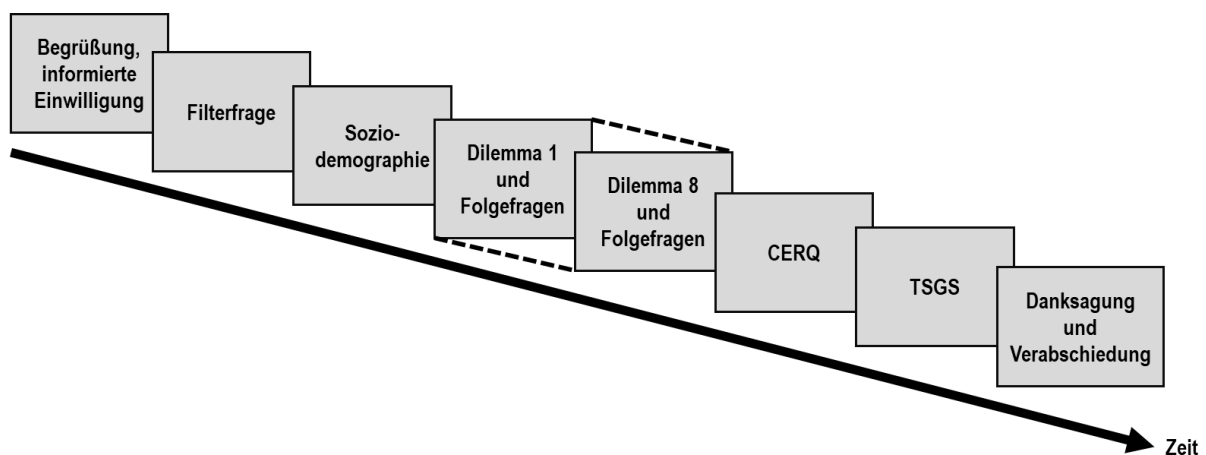 Begrüßung,
informierte
Einwilligung
Filterfrage
Sozio-
demographie
Dilemma 1
und
Folgefragen
Dilemma 8
und
Folgefragen
CERQ
TSGS
Danksagung
und
Verabschiedung
Zeit